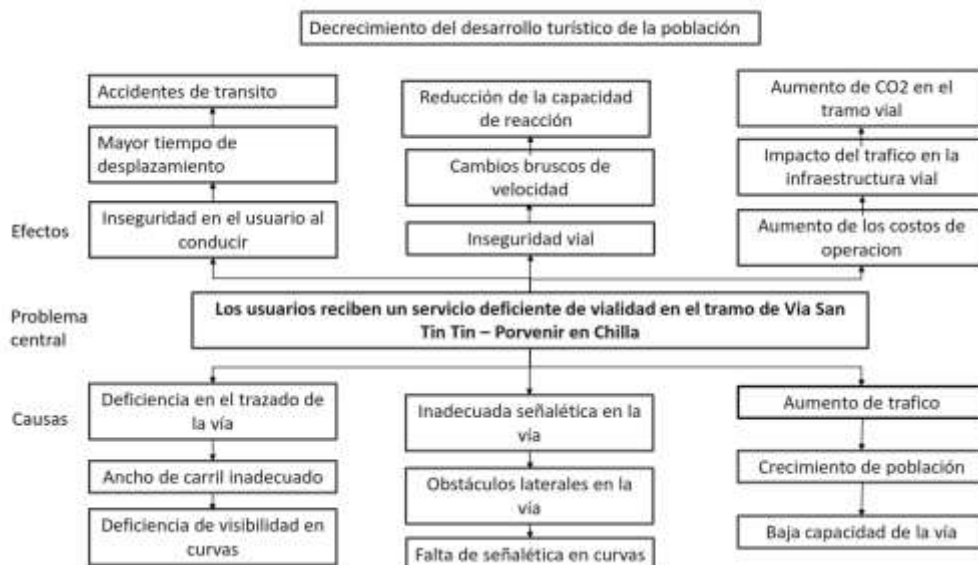 Decrecimiento del desarrollo turístico de la población
Accidentes de transito
Reducción de la capacidad
de reacción
Aumento de CO2 en el
tramo vial
Mayor tiempo de
desplazamiento
Cambios bruscos de
velocidad
Impacto del trafico en la
infraestructura vial
Efectos
Inseguridad en el usuario al
conducir
Inseguridad vial
Aumento de los costos de
operacion
Problema
central
Los usuarios reciben un servicio deficiente de vialidad en el tramo de Via San
Tin Tin – Porvenir en Chilla
Causas
Deficiencia en el trazado de
la vía
Inadecuada señalética en la
vía
Aumento de trafico
Ancho de carril inadecuado
Obstáculos laterales en la
vía
Crecimiento de población
Deficiencia de visibilidad en
curvas
Falta de señalética en curvas
Baja capacidad de la vía